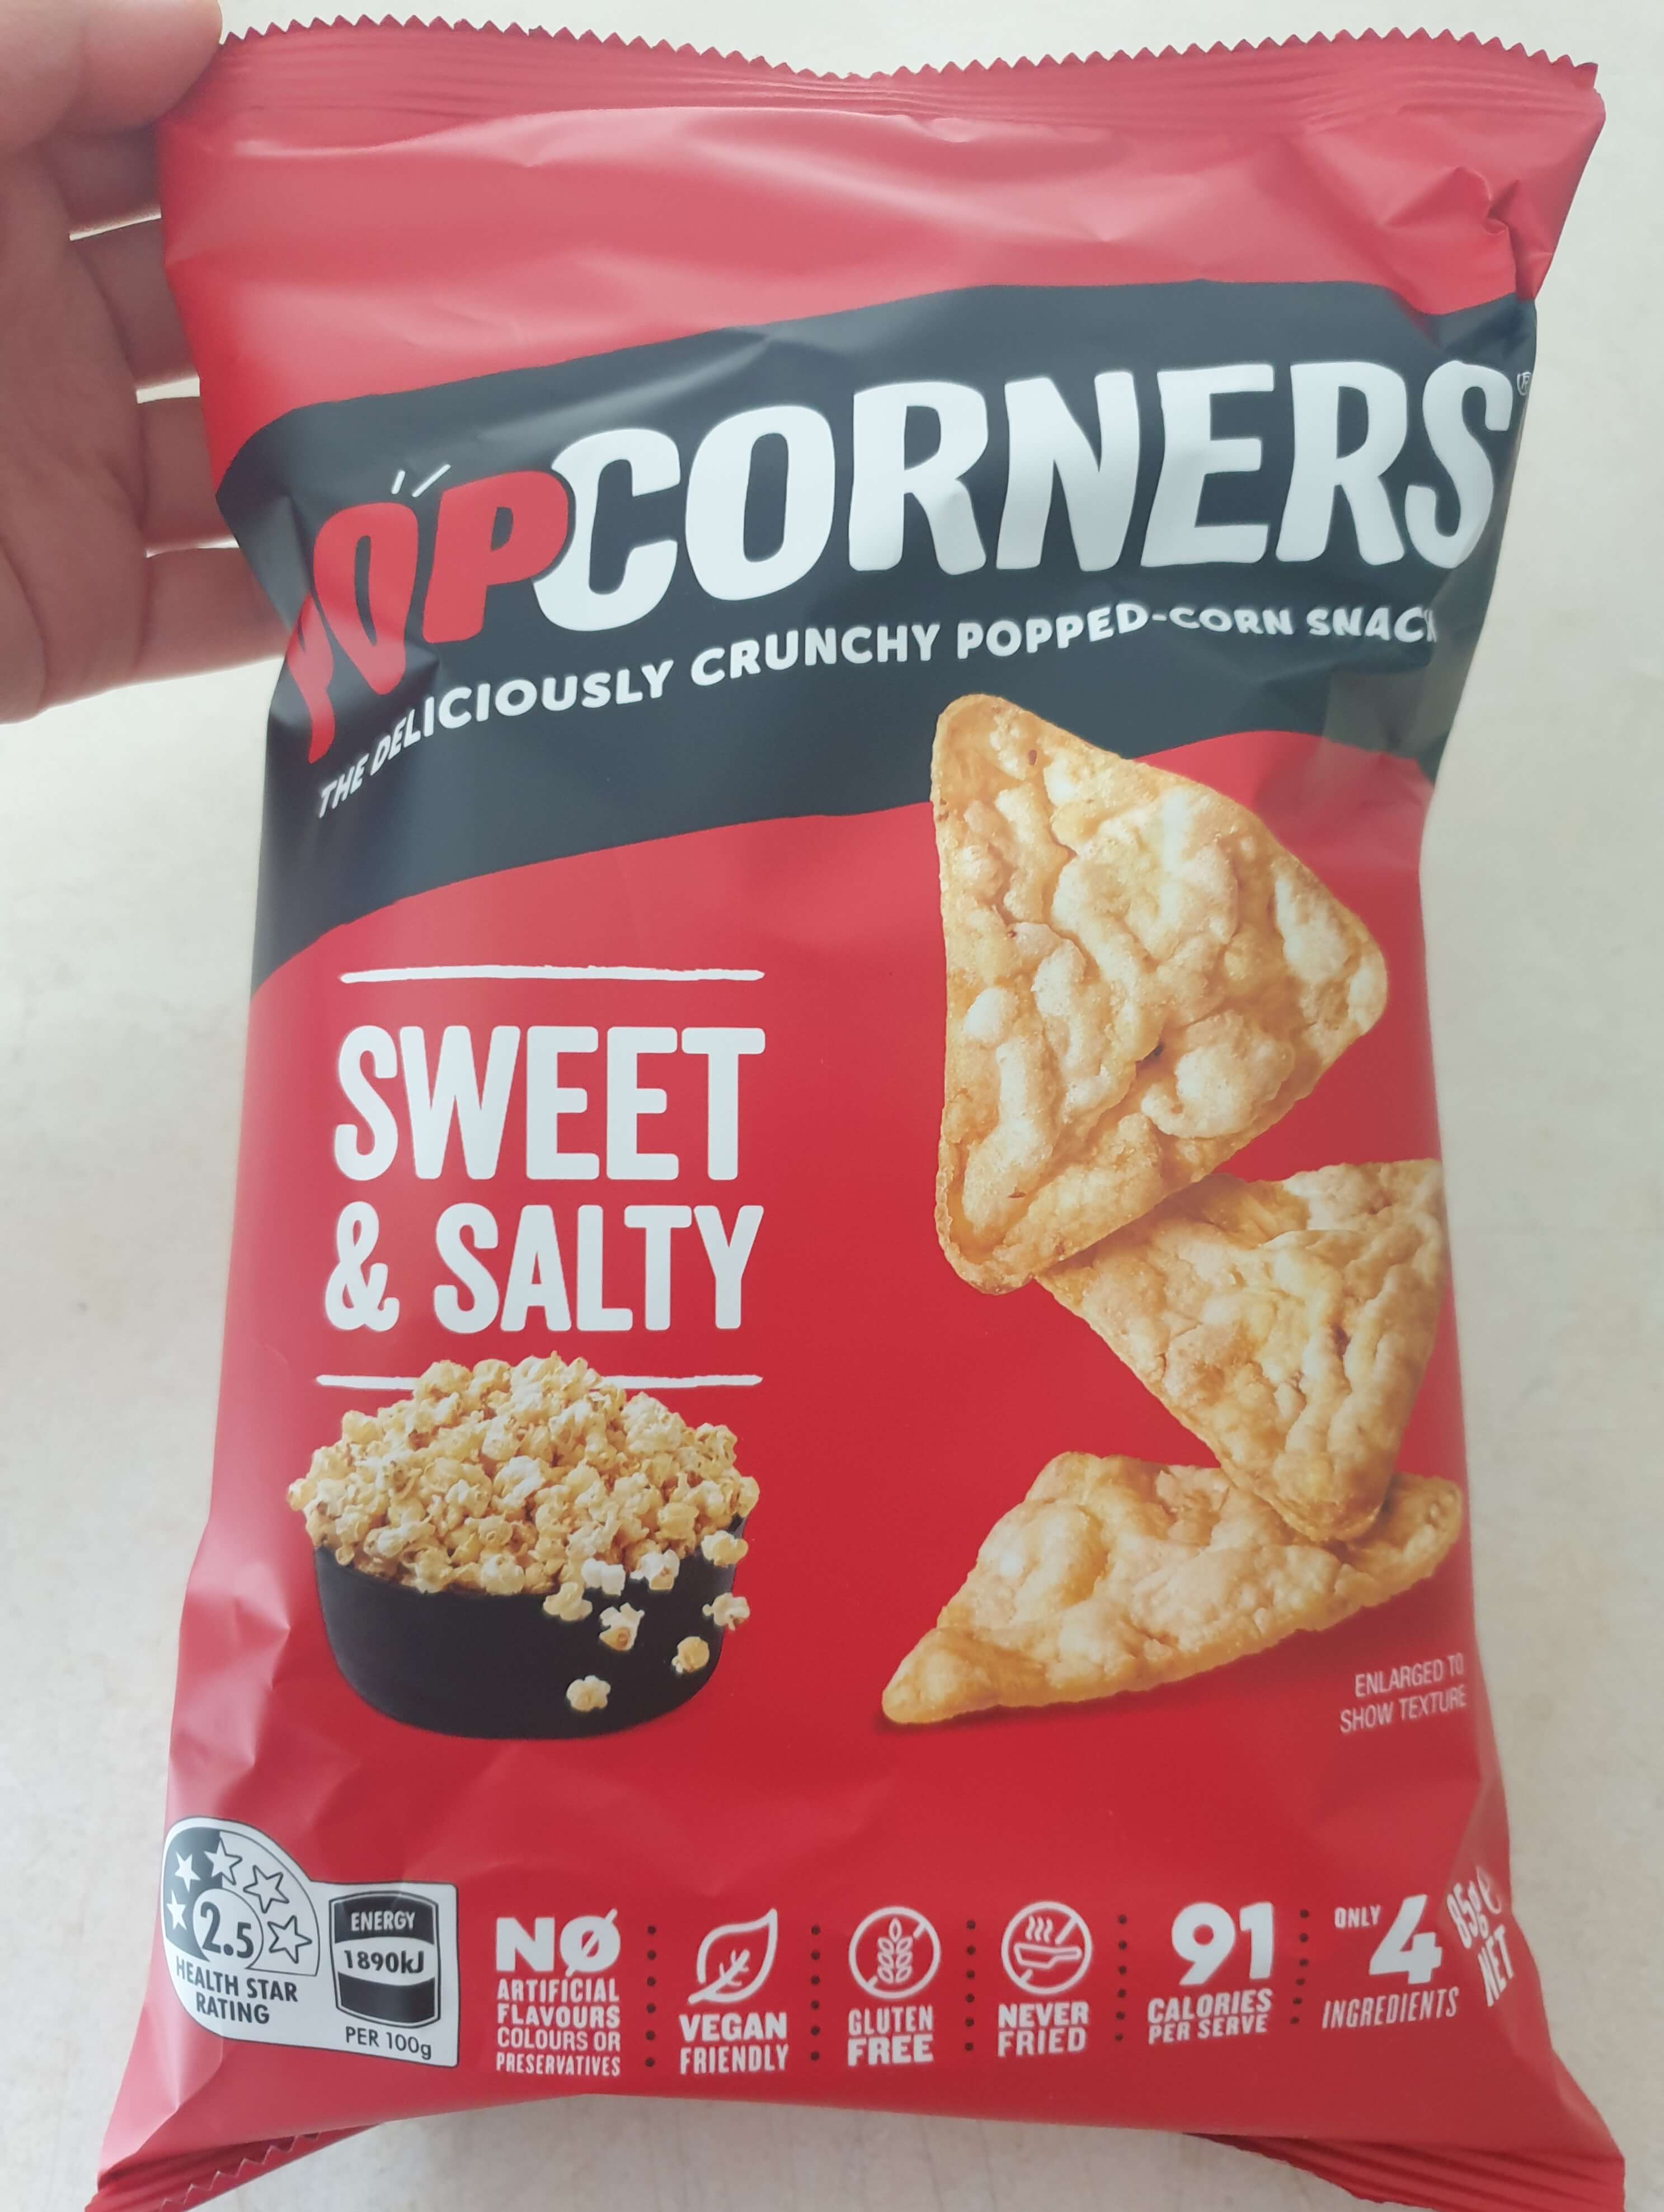 POPCORNERS®
THE DELICIOUSLY CRUNCHY POPPED-CORN SNACK
SWEET
& SALTY
ENLARGED TO
SHOW TEXTURE
2.5
HEALTH STAR
RATING
ENERGY
1890kJ
PER 100g
NO
ARTIFICIAL
FLAVOURS
COLOURS OR
PRESERVATIVES
VEGAN
FRIENDLY
GLUTEN
FREE
NEVER
FRIED
91
CALORIES
PER SERVE
ONLY 4
INGREDIENTS
85g e
NET